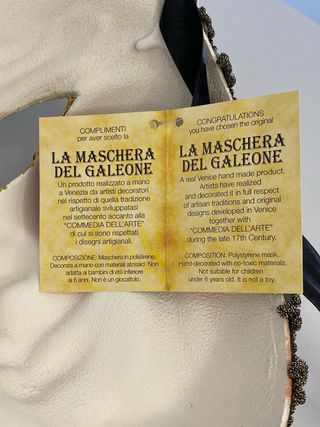 COMPLIMENTI
per aver scelto la
LA MASCHERA
DEL GALEONE
Un prodotto realizzato a mano
a Venezia da artisti decoratori
nel rispetto di quella tradizione
artigianale sviluppatasi
nel settecento accanto alla
"COMMEDIA DELL'ARTE"
di cui si sono rispettati
i disegni artigianali.
COMPOSIZIONE: Maschera in polistirene.
Decorata a mano con materiali atossici. Non
adatta ai bambini di età inferiore
ai 6 anni. Non è un giocattolo.
CONGRATULATIONS
you have chosen the original
LA MASCHERA
DEL GALEONE
A real Venice hand made product.
Artists have realized
and decorated it in full respect
of artisan traditions and original
designs developed in Venice
together with
"COMMEDIA DELL'ARTE"
during the late 17th Century.
COMPOSITION: Polystyrene mask.
Hand-decorated with no-toxic materials.
Not suitable for children
under 6 years old. It is not a toy.